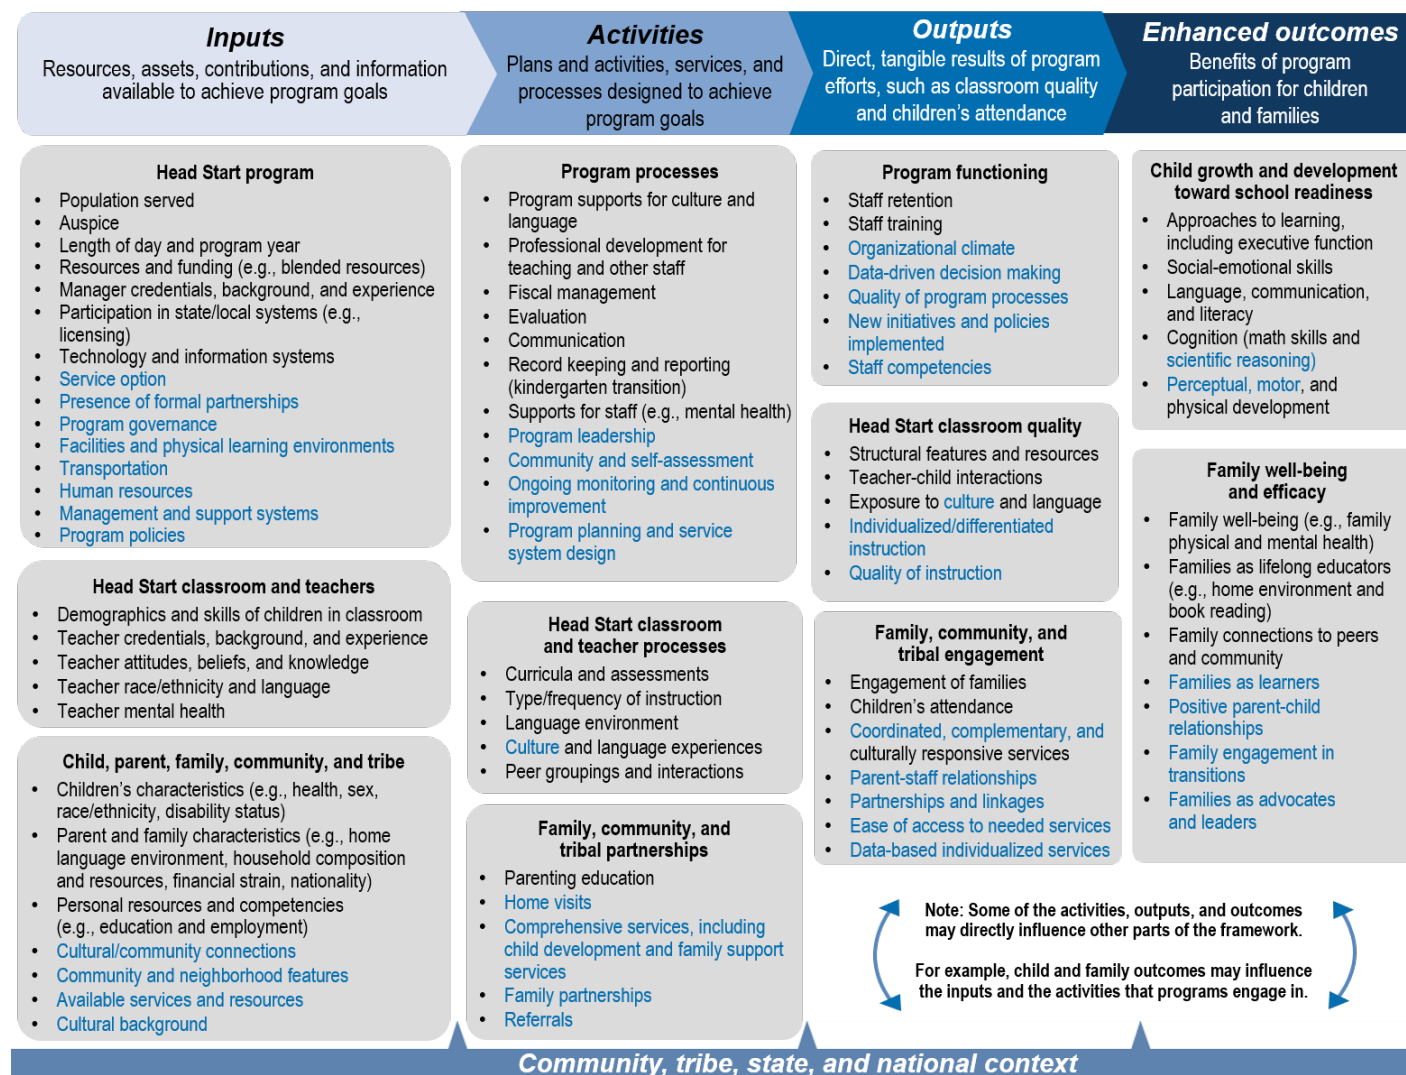 Inputs
Resources, assets, contributions, and information
available to achieve program goals
Activities
Plans and activities, services, and
processes designed to achieve
program goals
Outputs
Direct, tangible results of program
efforts, such as classroom quality
and children's attendance
Enhanced outcomes
Benefits of program
participation for children
and families
Head Start program
• Population served
• Auspice
• Length of day and program year
• Resources and funding (e.g., blended resources)
• Manager credentials, background, and experience
• Participation in state/local systems (e.g.,
licensing)
• Technology and information systems
• Service option
• Presence of formal partnerships
• Program governance
• Facilities and physical learning environments
• Transportation
• Human resources
• Management and support systems
• Program policies
Head Start classroom and teachers
• Demographics and skills of children in classroom
• Teacher credentials, background, and experience
• Teacher attitudes, beliefs, and knowledge
• Teacher race/ethnicity and language
• Teacher mental health
Child, parent, family, community, and tribe
• Children's characteristics (e.g., health, sex,
race/ethnicity, disability status)
• Parent and family characteristics (e.g., home
language environment, household composition
and resources, financial strain, nationality)
• Personal resources and competencies
(e.g., education and employment)
• Cultural/community connections
• Community and neighborhood features
• Available services and resources
• Cultural background
Program processes
• Program supports for culture and
language
• Professional development for
teaching and other staff
• Fiscal management
• Evaluation
• Communication
• Record keeping and reporting
(kindergarten transition)
• Supports for staff (e.g., mental health)
• Program leadership
• Community and self-assessment
• Ongoing monitoring and continuous
improvement
• Program planning and service
system design
Head Start classroom
and teacher processes
• Curricula and assessments
• Type/frequency of instruction
• Language environment
• Culture and language experiences
• Peer groupings and interactions
Family, community, and
tribal partnerships
• Parenting education
• Home visits
• Comprehensive services, including
child development and family support
services
• Family partnerships
• Referrals
Program functioning
• Staff retention
• Staff training
• Organizational climate
• Data-driven decision making
• Quality of program processes
• New initiatives and policies
implemented
• Staff competencies
Head Start classroom quality
• Structural features and resources
• Teacher-child interactions
• Exposure to culture and language
• Individualized/differentiated
instruction
• Quality of instruction
Family, community, and
tribal engagement
• Engagement of families
• Children's attendance
• Coordinated, complementary, and
culturally responsive services
• Parent-staff relationships
• Partnerships and linkages
• Ease of access to needed services
• Data-based individualized services
Child growth and development
toward school readiness
• Approaches to learning,
including executive function
• Social-emotional skills
• Language, communication,
and literacy
• Cognition (math skills and
scientific reasoning)
• Perceptual, motor, and
physical development
Family well-being
and efficacy
• Family well-being (e.g., family
physical and mental health)
• Families as lifelong educators
(e.g., home environment and
book reading)
• Family connections to peers
and community
• Families as learners
• Positive parent-child
relationships
• Family engagement in
transitions
• Families as advocates
and leaders
Note: Some of the activities, outputs, and outcomes
may directly influence other parts of the framework.
For example, child and family outcomes may influence
the inputs and the activities that programs engage in.
Community, tribe, state, and national context